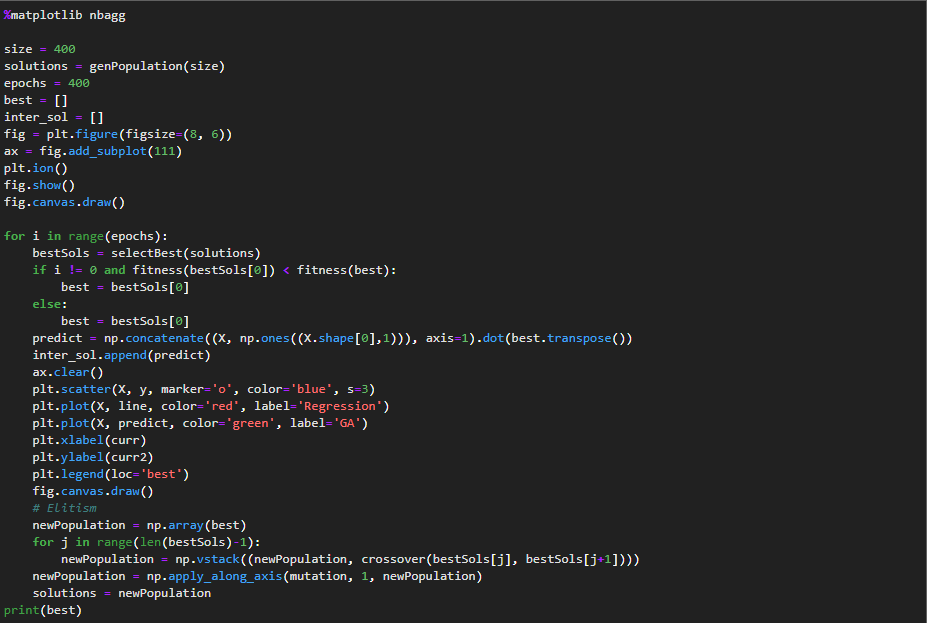 %matplotlib nbagg

size = 400
solutions = genPopulation(size)
epochs = 400
best = []
inter_sol = []
fig = plt.figure(figsize=(8, 6))
ax = fig.add_subplot(111)
plt.ion()
fig.show()
fig.canvas.draw()

for i in range(epochs):
    bestSols = selectBest(solutions)
    if i != 0 and fitness(bestSols[0]) < fitness(best):
        best = bestSols[0]
    else:
        best = bestSols[0]
    predict = np.concatenate((X, np.ones((X.shape[0],1))), axis=1).dot(best.transpose())
    inter_sol.append(predict)
    ax.clear()
    plt.scatter(X, y, marker='o', color='blue', s=3)
    plt.plot(X, line, color='red', label='Regression')
    plt.plot(X, predict, color='green', label='GA')
    plt.xlabel(curr)
    plt.ylabel(curr2)
    plt.legend(loc='best')
    fig.canvas.draw()
    # Elitism
    newPopulation = np.array(best)
    for j in range(len(bestSols)-1):
        newPopulation = np.vstack((newPopulation, crossover(bestSols[j], bestSols[j+1])))
    newPopulation = np.apply_along_axis(mutation, 1, newPopulation)
    solutions = newPopulation
print(best)